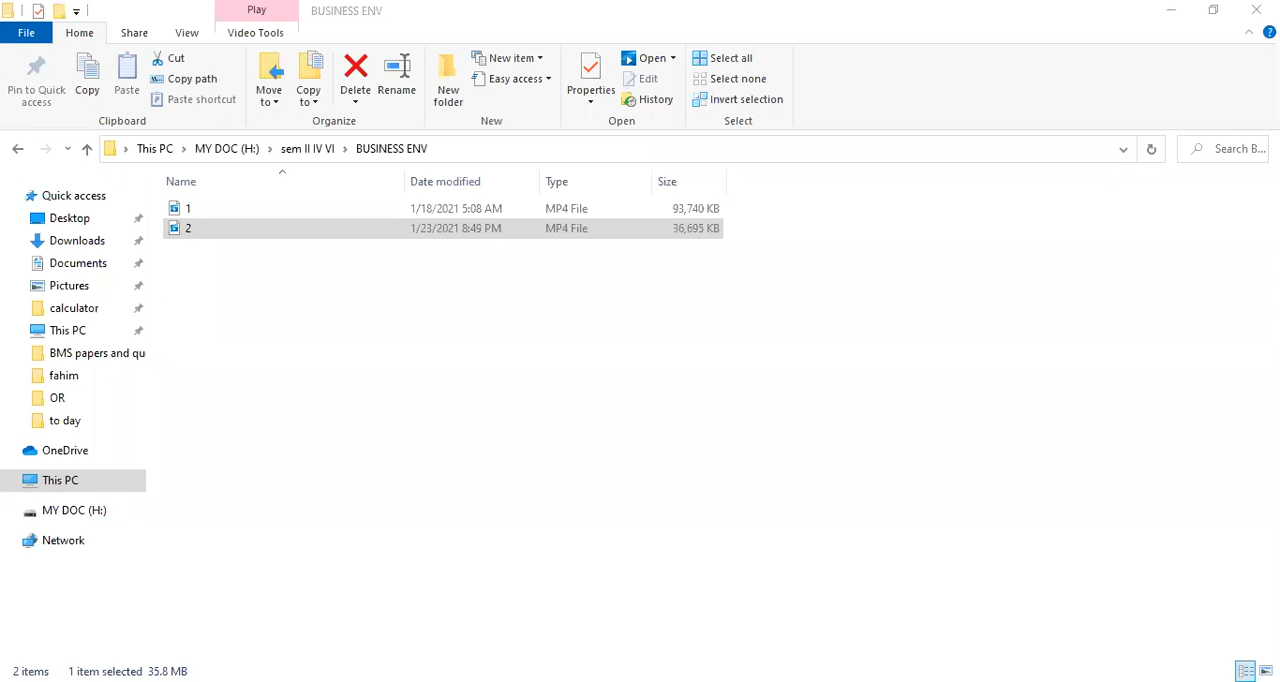 Play BUSINESS ENV
File Home Share View Video Tools
Pin to Quick access
Copy
Paste
Cut
Copy path
Paste shortcut
Clipboard
Move to
Copy to
Delete
Rename
Organize
New folder
New item
Easy access
New
Properties
Open
Edit
History
Open
Select all
Select none
Invert selection
Select
This PC › MY DOC (H:) › sem II IV VI › BUSINESS ENV
Search B...
Name Date modified Type Size
1 1/18/2021 5:08 AM MP4 File 93,740 KB
2 1/23/2021 8:49 PM MP4 File 36,695 KB
Quick access
Desktop
Downloads
Documents
Pictures
calculator
This PC
BMS papers and qu
fahim
OR
to day
OneDrive
This PC
MY DOC (H:)
Network
2 items 1 item selected 35.8 MB